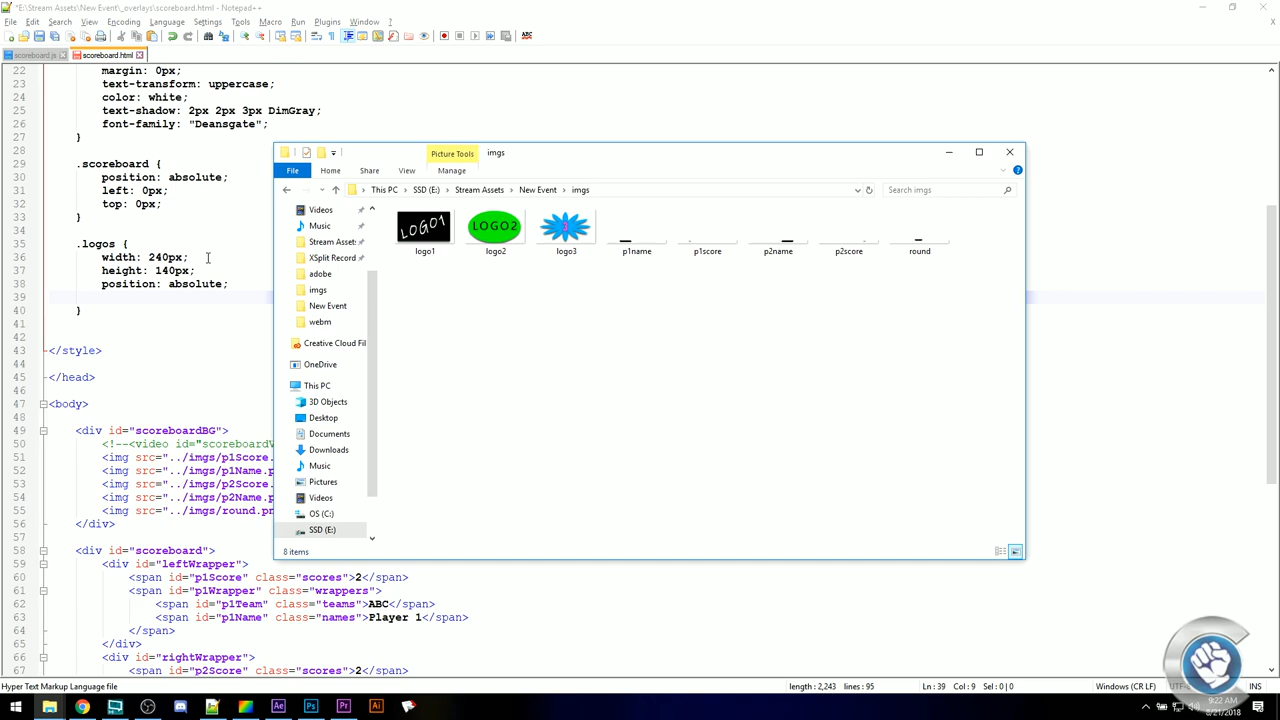 *E:\Stream Assets\New Event\_overlays\scoreboard.html - Notepad++
File Edit Search View Encoding Language Settings Tools Macro Run Plugins Window ?
scoreboard.js scoreboard.html
22 margin: 0px;
23 text-transform: uppercase;
24 color: white;
25 text-shadow: 2px 2px 3px DimGray;
26 font-family: "Deansgate";
27 }
28
29 .scoreboard {
30 position: absolute;
31 left: 0px;
32 top: 0px;
33 }
34
35 .logos {
36 width: 240px;
37 height: 140px;
38 position: absolute;
39
40 }
41
42
43 </style>
44
45 </head>
46
47 <body>
48
49 <div id="scoreboardBG">
50 <!--<video id="scoreboardV
51 <img src="../imgs/p1Score.
52 <img src="../imgs/p1Name.p
53 <img src="../imgs/p2Score.
54 <img src="../imgs/p2Name.p
55 <img src="../imgs/round.pn
56 </div>
57
58 <div id="scoreboard">
59 <div id="leftWrapper">
60 <span id="p1Score" class="scores">2</span>
61 <span id="p1Wrapper" class="wrappers">
62 <span id="p1Team" class="teams">ABC</span>
63 <span id="p1Name" class="names">Player 1</span>
64 </span>
65 </div>
66 <div id="rightWrapper">
67 <span id="p2Score" class="scores">2</span>
Picture Tools imgs
File Home Share View Manage
This PC SSD (E:) Stream Assets New Event imgs Search imgs
Videos
Music
Stream Asset:
XSplit Record
adobe
imgs
New Event
webm
Creative Cloud Fil
OneDrive
This PC
3D Objects
Desktop
Documents
Downloads
Music
Pictures
Videos
OS (C:)
SSD (E:)
LOGO1 LOGO2 3
logo1 logo2 logo3 p1name p1score p2name p2score round
8 items
Hyper Text Markup Language file length : 2,243 lines : 95 Ln : 39 Col : 9 Sel : 0 | 0 Windows (CR LF) INS
Ae Ps Pr Ai
9:22 AM
8/21/2018